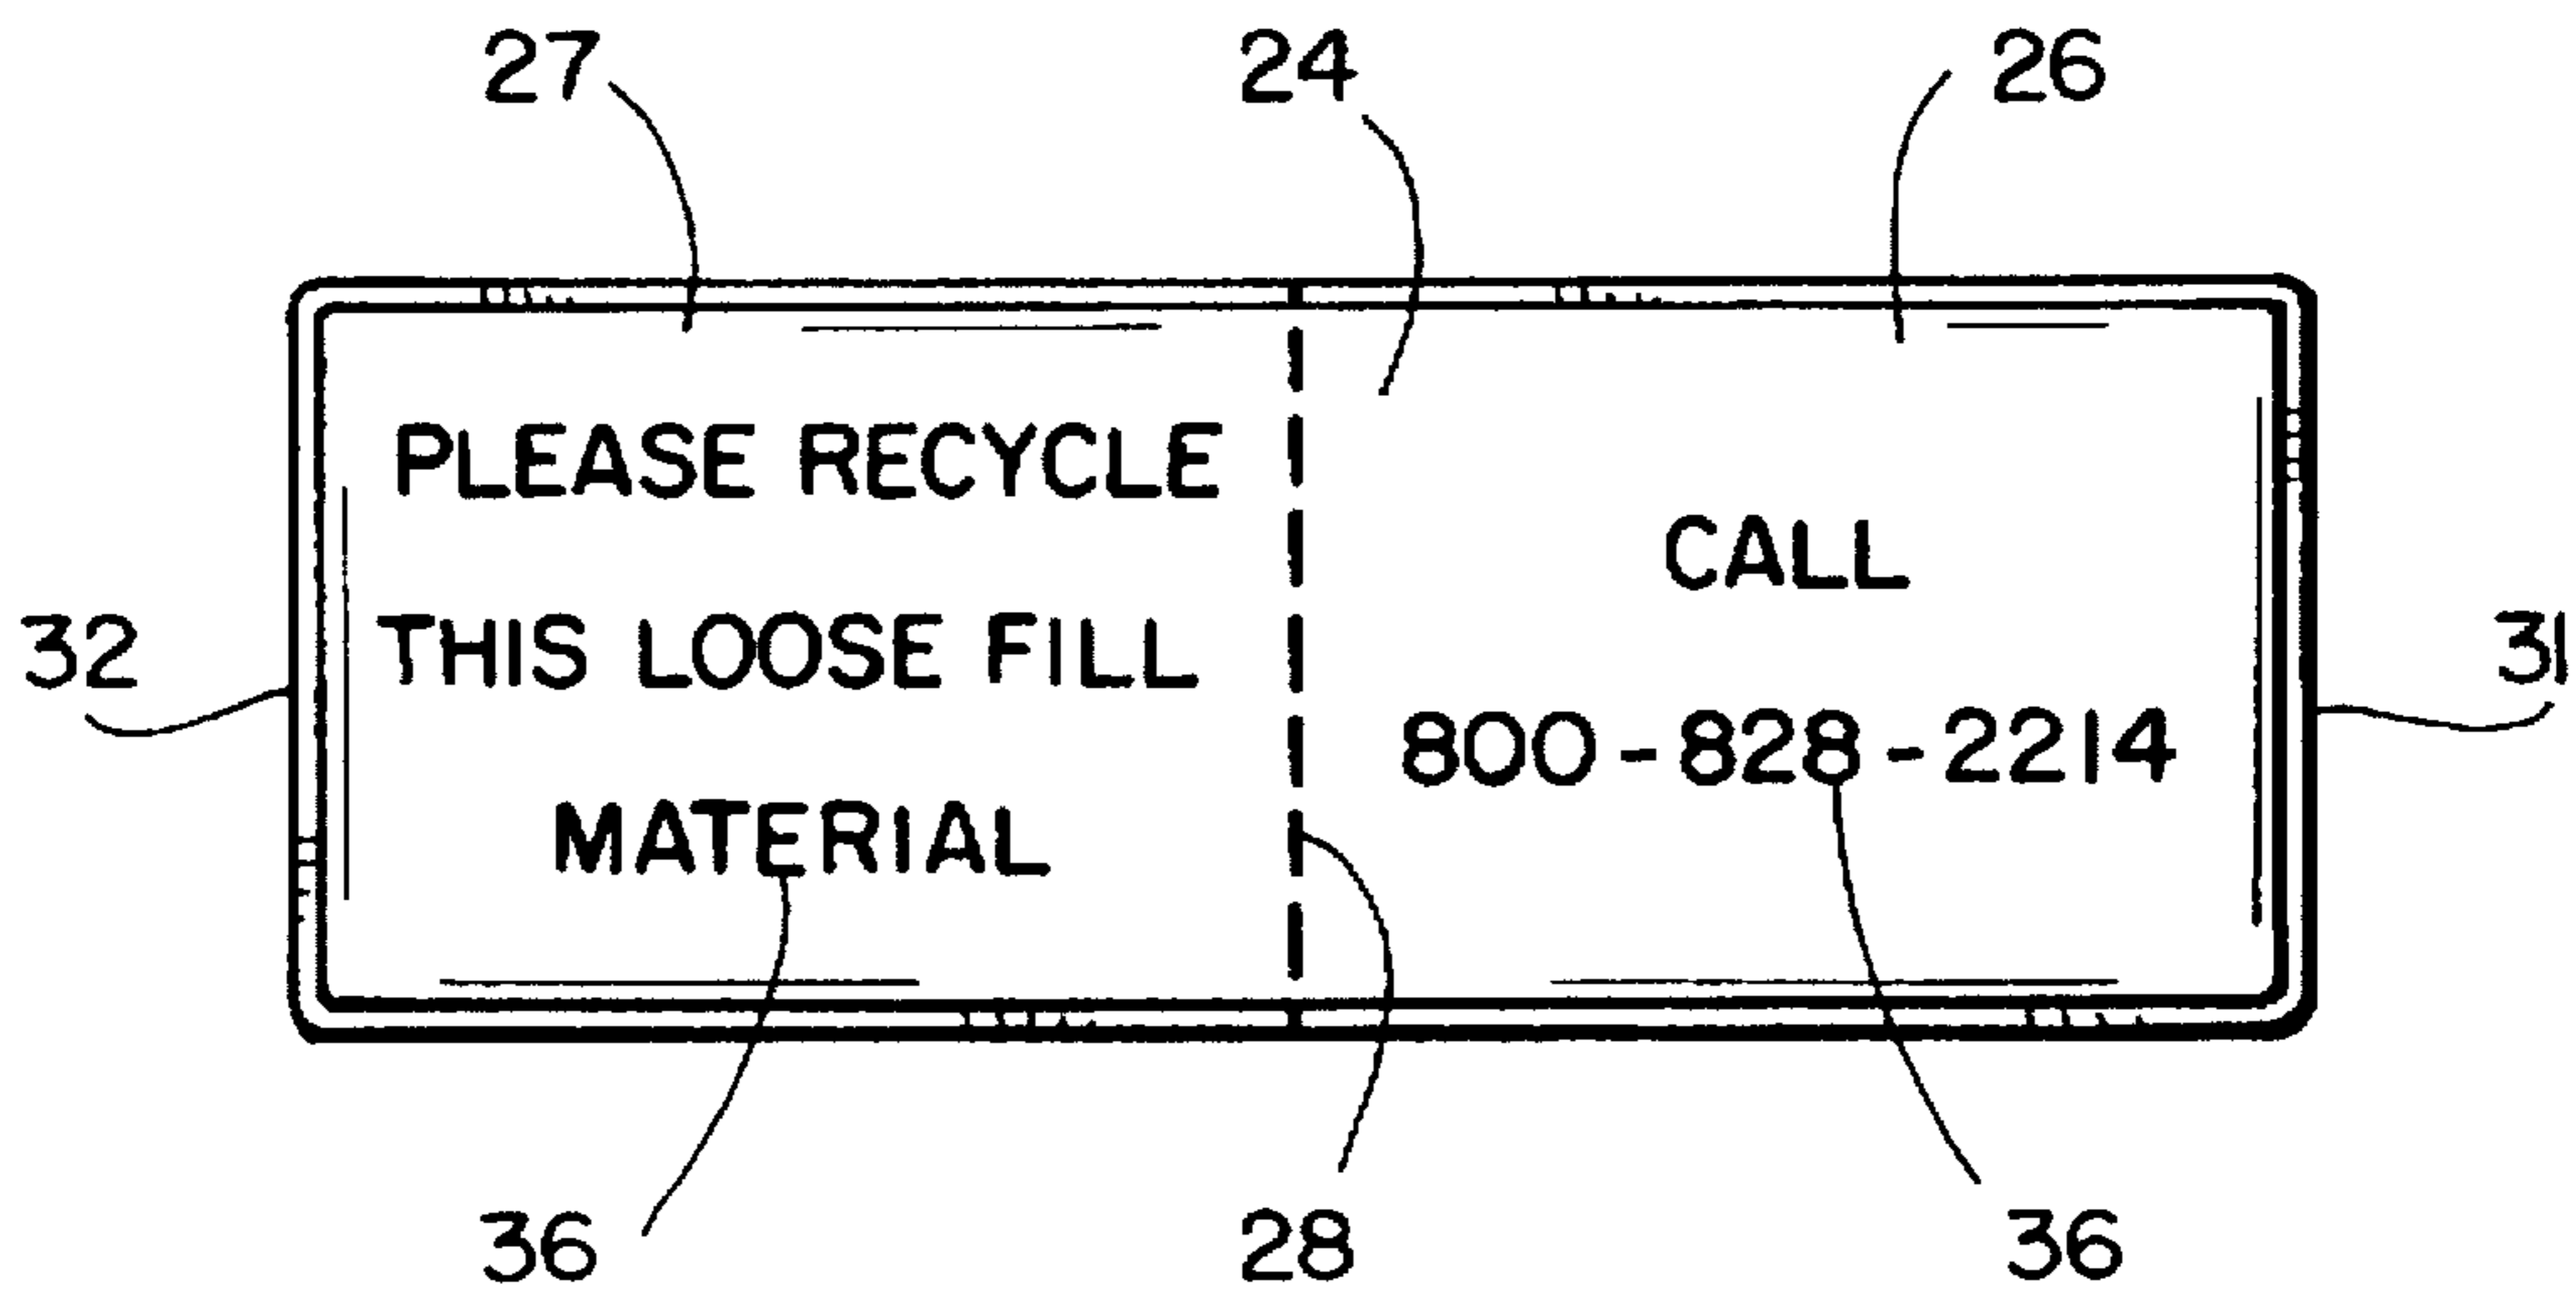 27 24 26
PLEASE RECYCLE
THIS LOOSE FILL
MATERIAL
CALL
800-828-2214
32 31
36 28 36